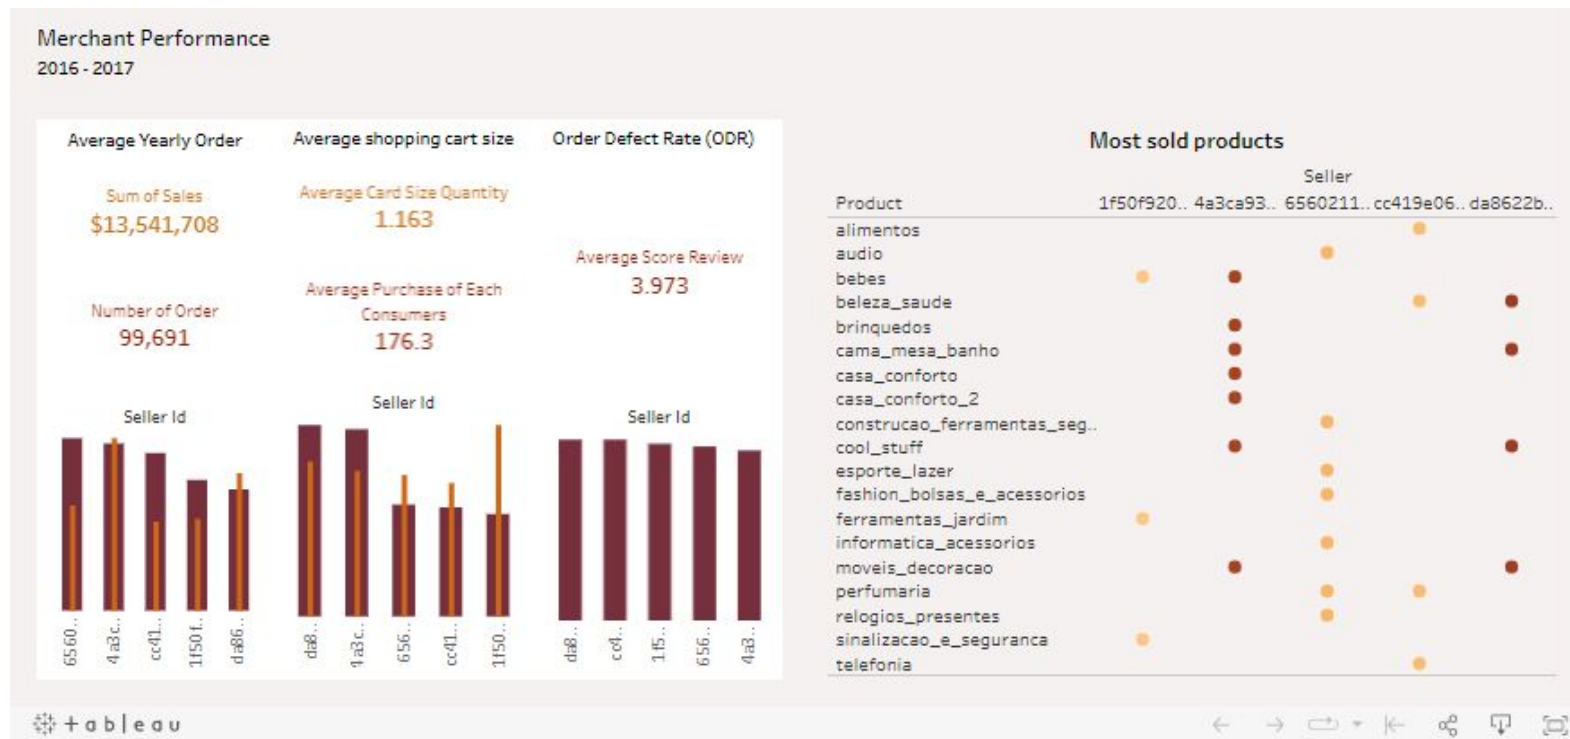 Merchant Performance
2016 - 2017
Average Yearly Order
Sum of Sales
$13,541,708
Number of Order
99,691
Seller Id
6560..
4a3c..
cc41..
1f50f..
da86..
Average shopping cart size
Average Card Size Quantity
1.163
Average Purchase of Each
Consumers
176.3
Seller Id
da8..
4a3c..
656..
cc41..
1f50..
Order Defect Rate (ODR)
Average Score Review
3.973
Seller Id
da8..
cc4..
1f5..
656..
4a3..
Most sold products
Seller
Product 1f50f920.. 4a3ca93.. 6560211.. cc419e06.. da8622b..
alimentos
audio
bebes
beleza_saude
brinquedos
cama_mesa_banho
casa_conforto
casa_conforto_2
construcao_ferramentas_seg..
cool_stuff
esporte_lazer
fashion_bolsas_e_acessorios
ferramentas_jardim
informatica_acessorios
moveis_decoracao
perfumaria
relogios_presentes
sinalizacao_e_seguranca
telefonia
+ableau